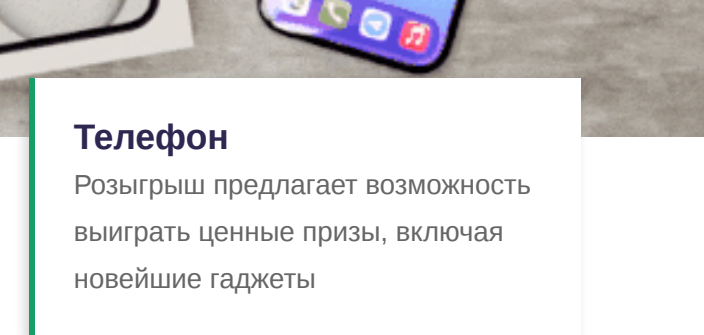 Телефон
Розыгрыш предлагает возможность
выиграть ценные призы, включая
новейшие гаджеты